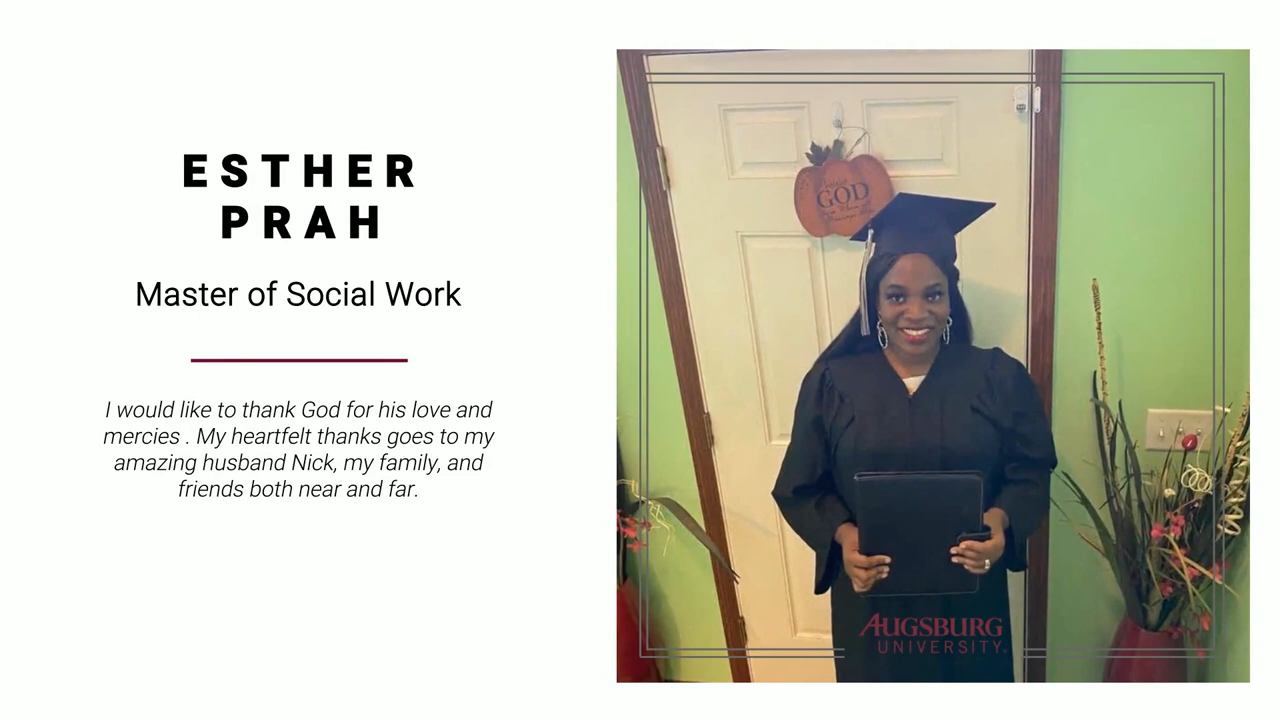 ESTHER
PRAH
Master of Social Work
I would like to thank God for his love and
mercies . My heartfelt thanks goes to my
amazing husband Nick, my family, and
friends both near and far.
GOD
AUGSBURG
UNIVERSITY